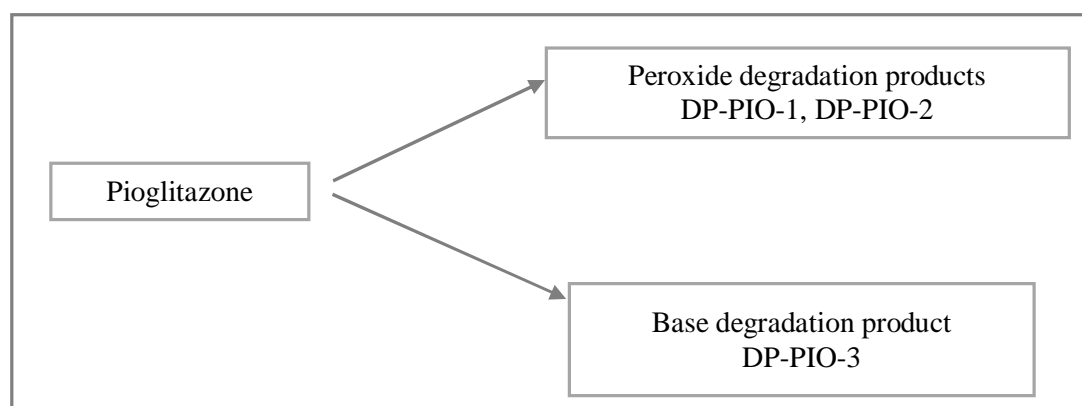 Peroxide degradation products
DP-PIO-1, DP-PIO-2
Pioglitazone
Base degradation product
DP-PIO-3